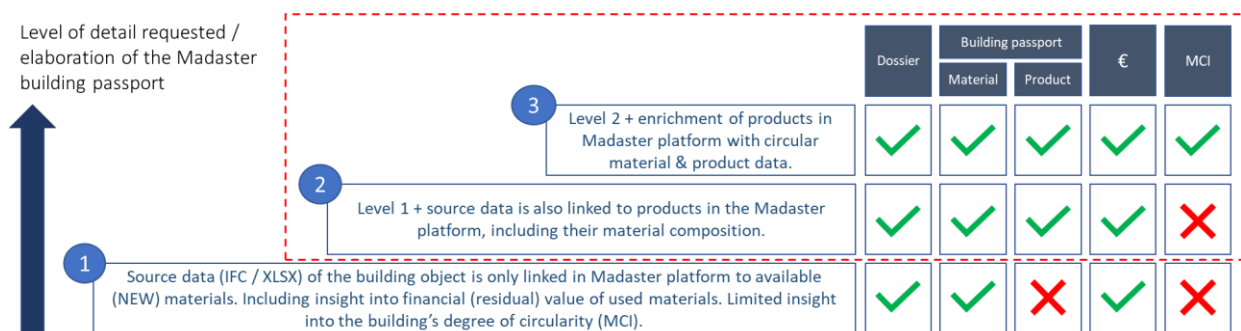 Level of detail requested /
elaboration of the Madaster
building passport
Dossier
Building passport
Material
Product
€
MCI
3
Level 2 + enrichment of products in
Madaster platform with circular
material & product data.
2
Level 1 + source data is also linked to products in the Madaster
platform, including their material composition.
1
Source data (IFC / XLSX) of the building object is only linked in Madaster platform to available
(NEW) materials. Including insight into financial (residual) value of used materials. Limited insight
into the building's degree of circularity (MCI).